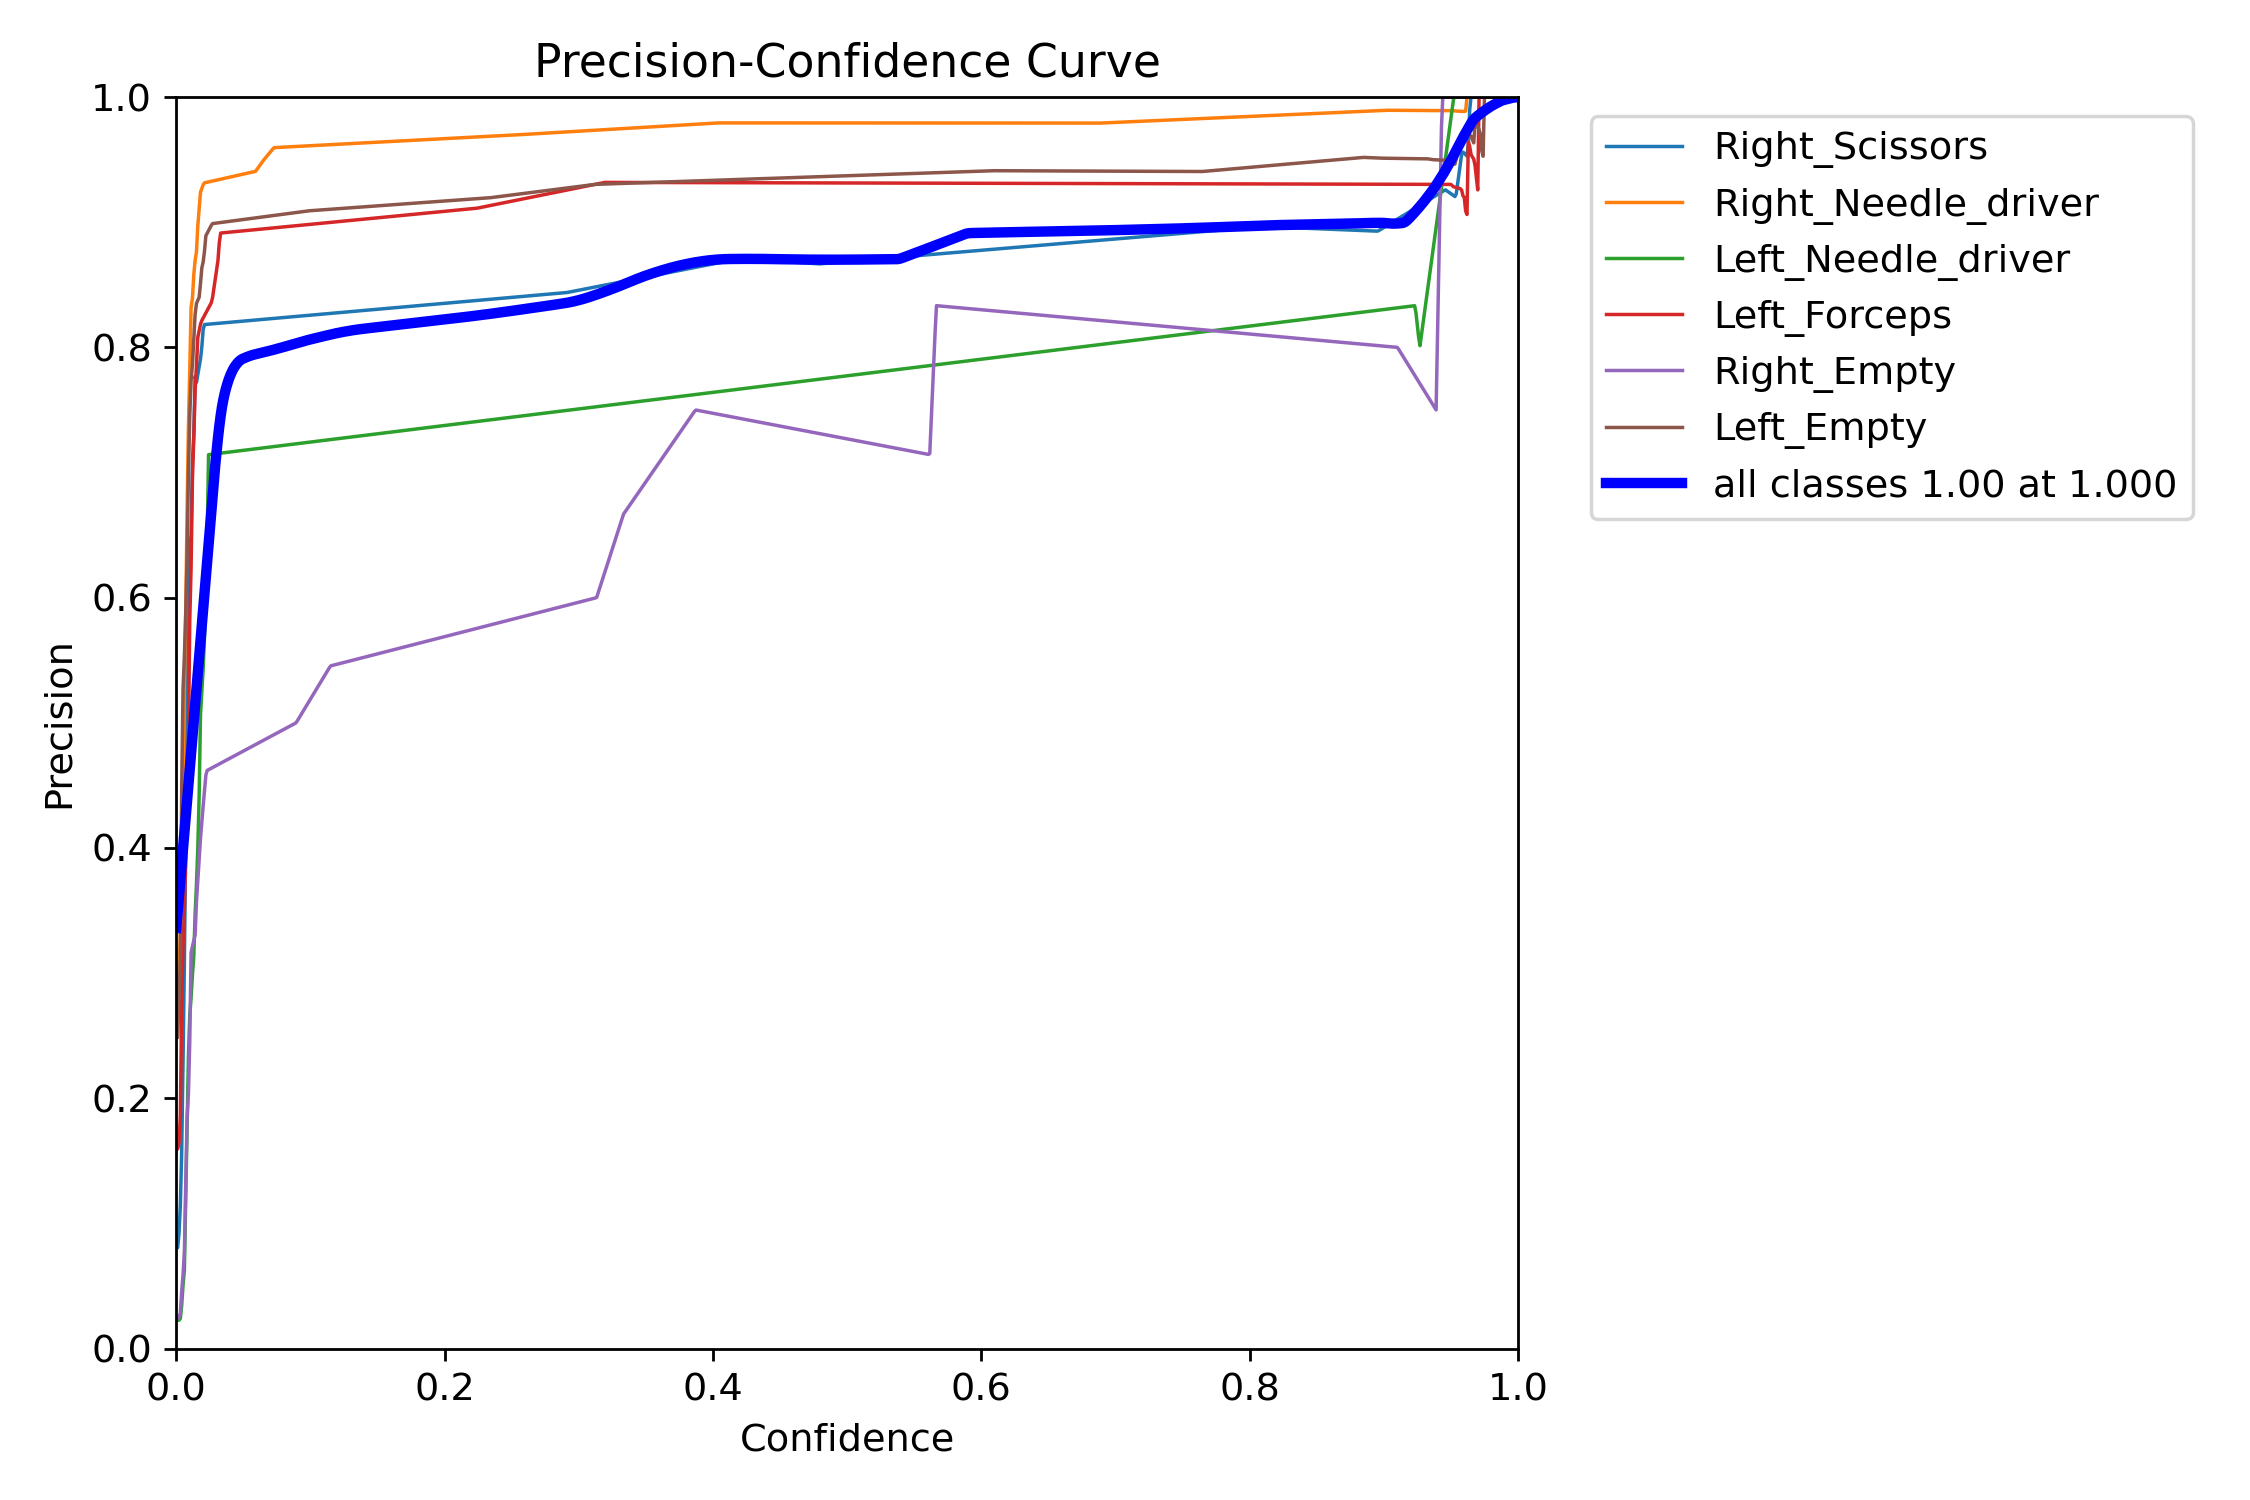 Precision-Confidence Curve
1.0
0.8
0.6
0.4
0.2
0.0
Precision
0.0 0.2 0.4 0.6 0.8 1.0
Confidence
Right_Scissors
Right_Needle_driver
Left_Needle_driver
Left_Forceps
Right_Empty
Left_Empty
all classes 1.00 at 1.000